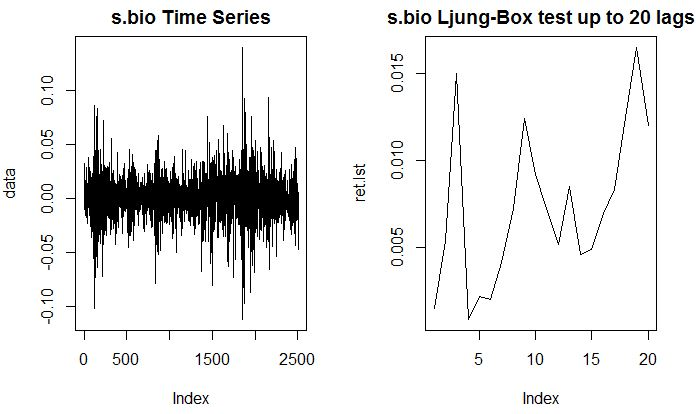 s.bio Time Series
data
0.10
0.05
0.00
-0.05
-0.10
0 500 1500 2500
Index
s.bio Ljung-Box test up to 20 lags
ret.lst
0.015
0.010
0.005
5 10 15 20
Index